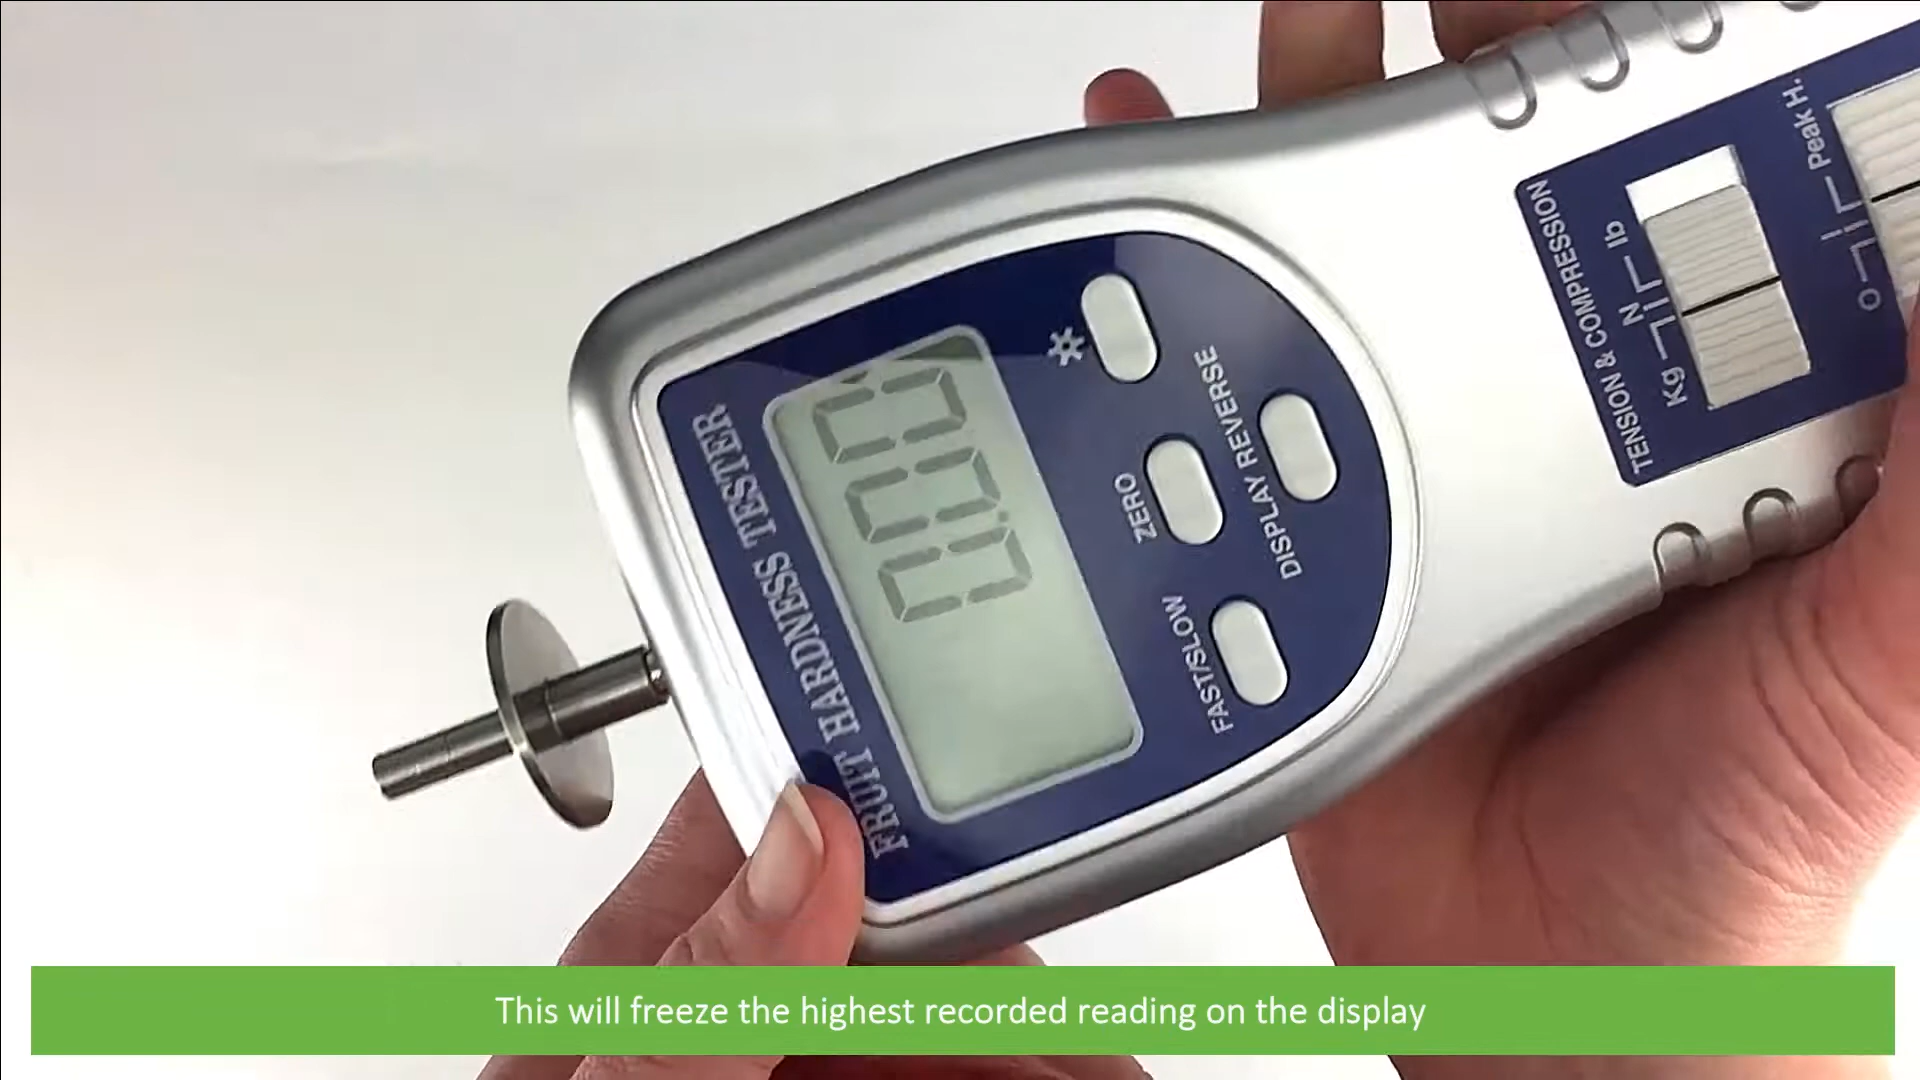 FRUIT HARDNESS TESTER
0.00
FAST/SLOW
ZERO
DISPLAY REVERSE
TENSION & COMPRESSSION
Kg N lb
Peak H.
This will freeze the highest recorded reading on the display